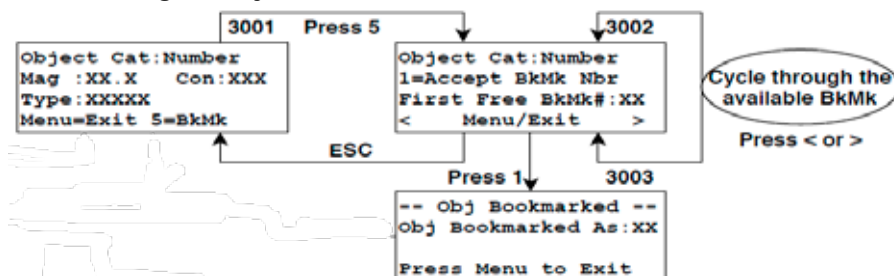 3001
Press 5
3002
Object Cat:Number
Mag :XX.X Con:XXX
Type:XXXXX
Menu=Exit 5=BkMk
Object Cat:Number
1=Accept BkMk Nbr
First Free BkMk#:XX
< Menu/Exit >
Cycle through the
available BkMk
Press < or >
ESC
Press 1
3003
-- Obj Bookmarked --
Obj Bookmarked As:XX
Press Menu to Exit